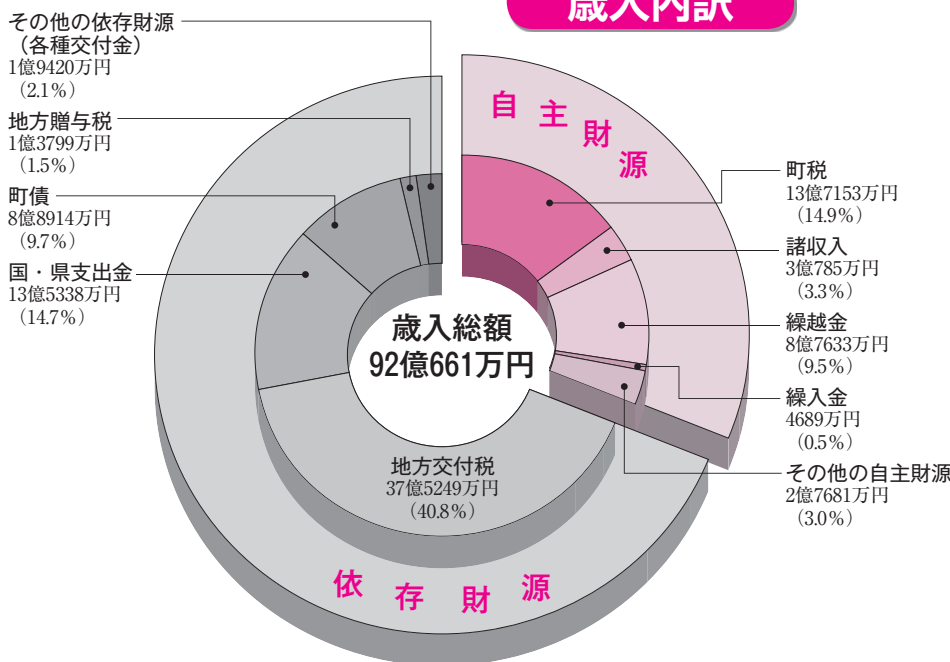 歳入内訳
その他の依存財源
（各種交付金）
1億9420万円
（2.1%）
地方贈与税
1億3799万円
（1.5%）
町債
8億8914万円
（9.7%）
国・県支出金
13億5338万円
（14.7%）
自主財源
町税
13億7153万円
（14.9%）
諸収入
3億785万円
（3.3%）
繰越金
8億7633万円
（9.5%）
繰入金
4689万円
（0.5%）
その他の自主財源
2億7681万円
（3.0%）
歳入総額
92億661万円
地方交付税
37億5249万円
（40.8%）
依存財源